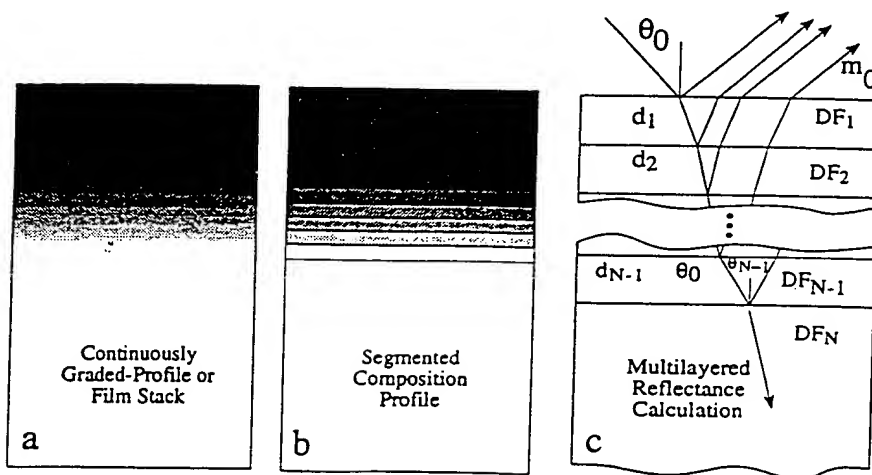 Continuously
Graded-Profile or
Film Stack
a
Segmented
Composition
Profile
b
θ0
m0
d1
DF1
d2
DF2
dN-1
θ0
θN-1
DFN-1
DFN
Multilayered
Reflectance
Calculation
c